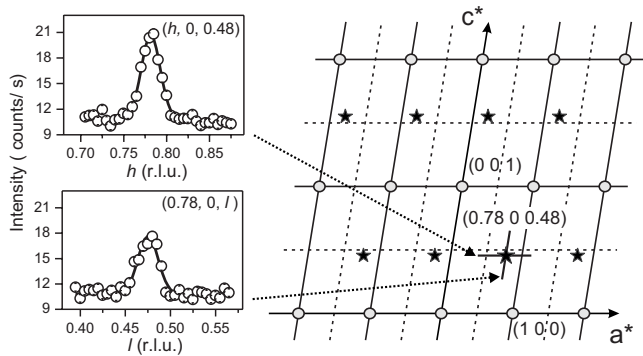 (h, 0, 0.48)
21
18
15
12
9
0.70 0.75 0.80 0.85
h (r.l.u.)
Intensity ( counts/ s)
(0.78, 0, l )
21
18
15
12
9
0.40 0.45 0.50 0.55
l (r.l.u.)
c*
(0 0 1)
(0.78 0 0.48)
(1 0 0)
a*